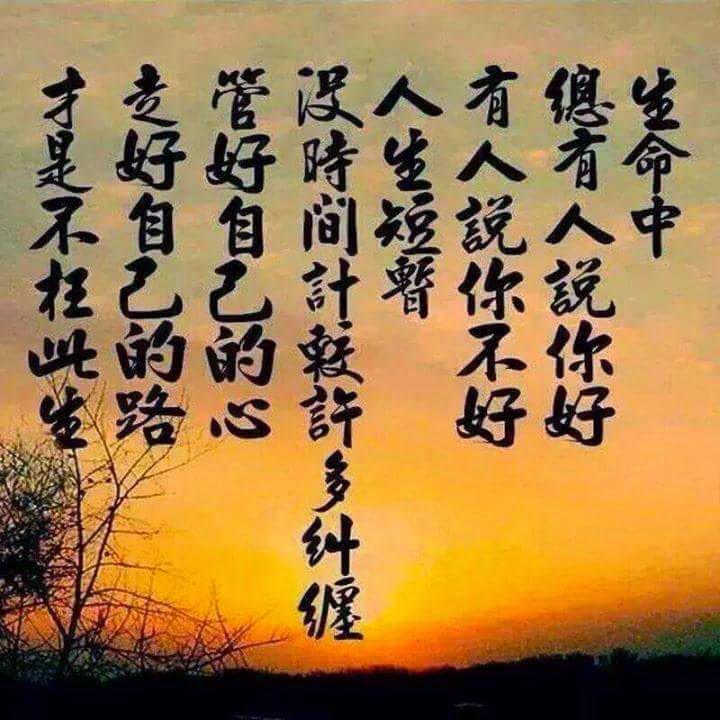 生命中
總有人說你好
有人說你不好
人生短暫
沒時間計較許多糾纏
管好自己的心
走好自己的路
才是不枉此生